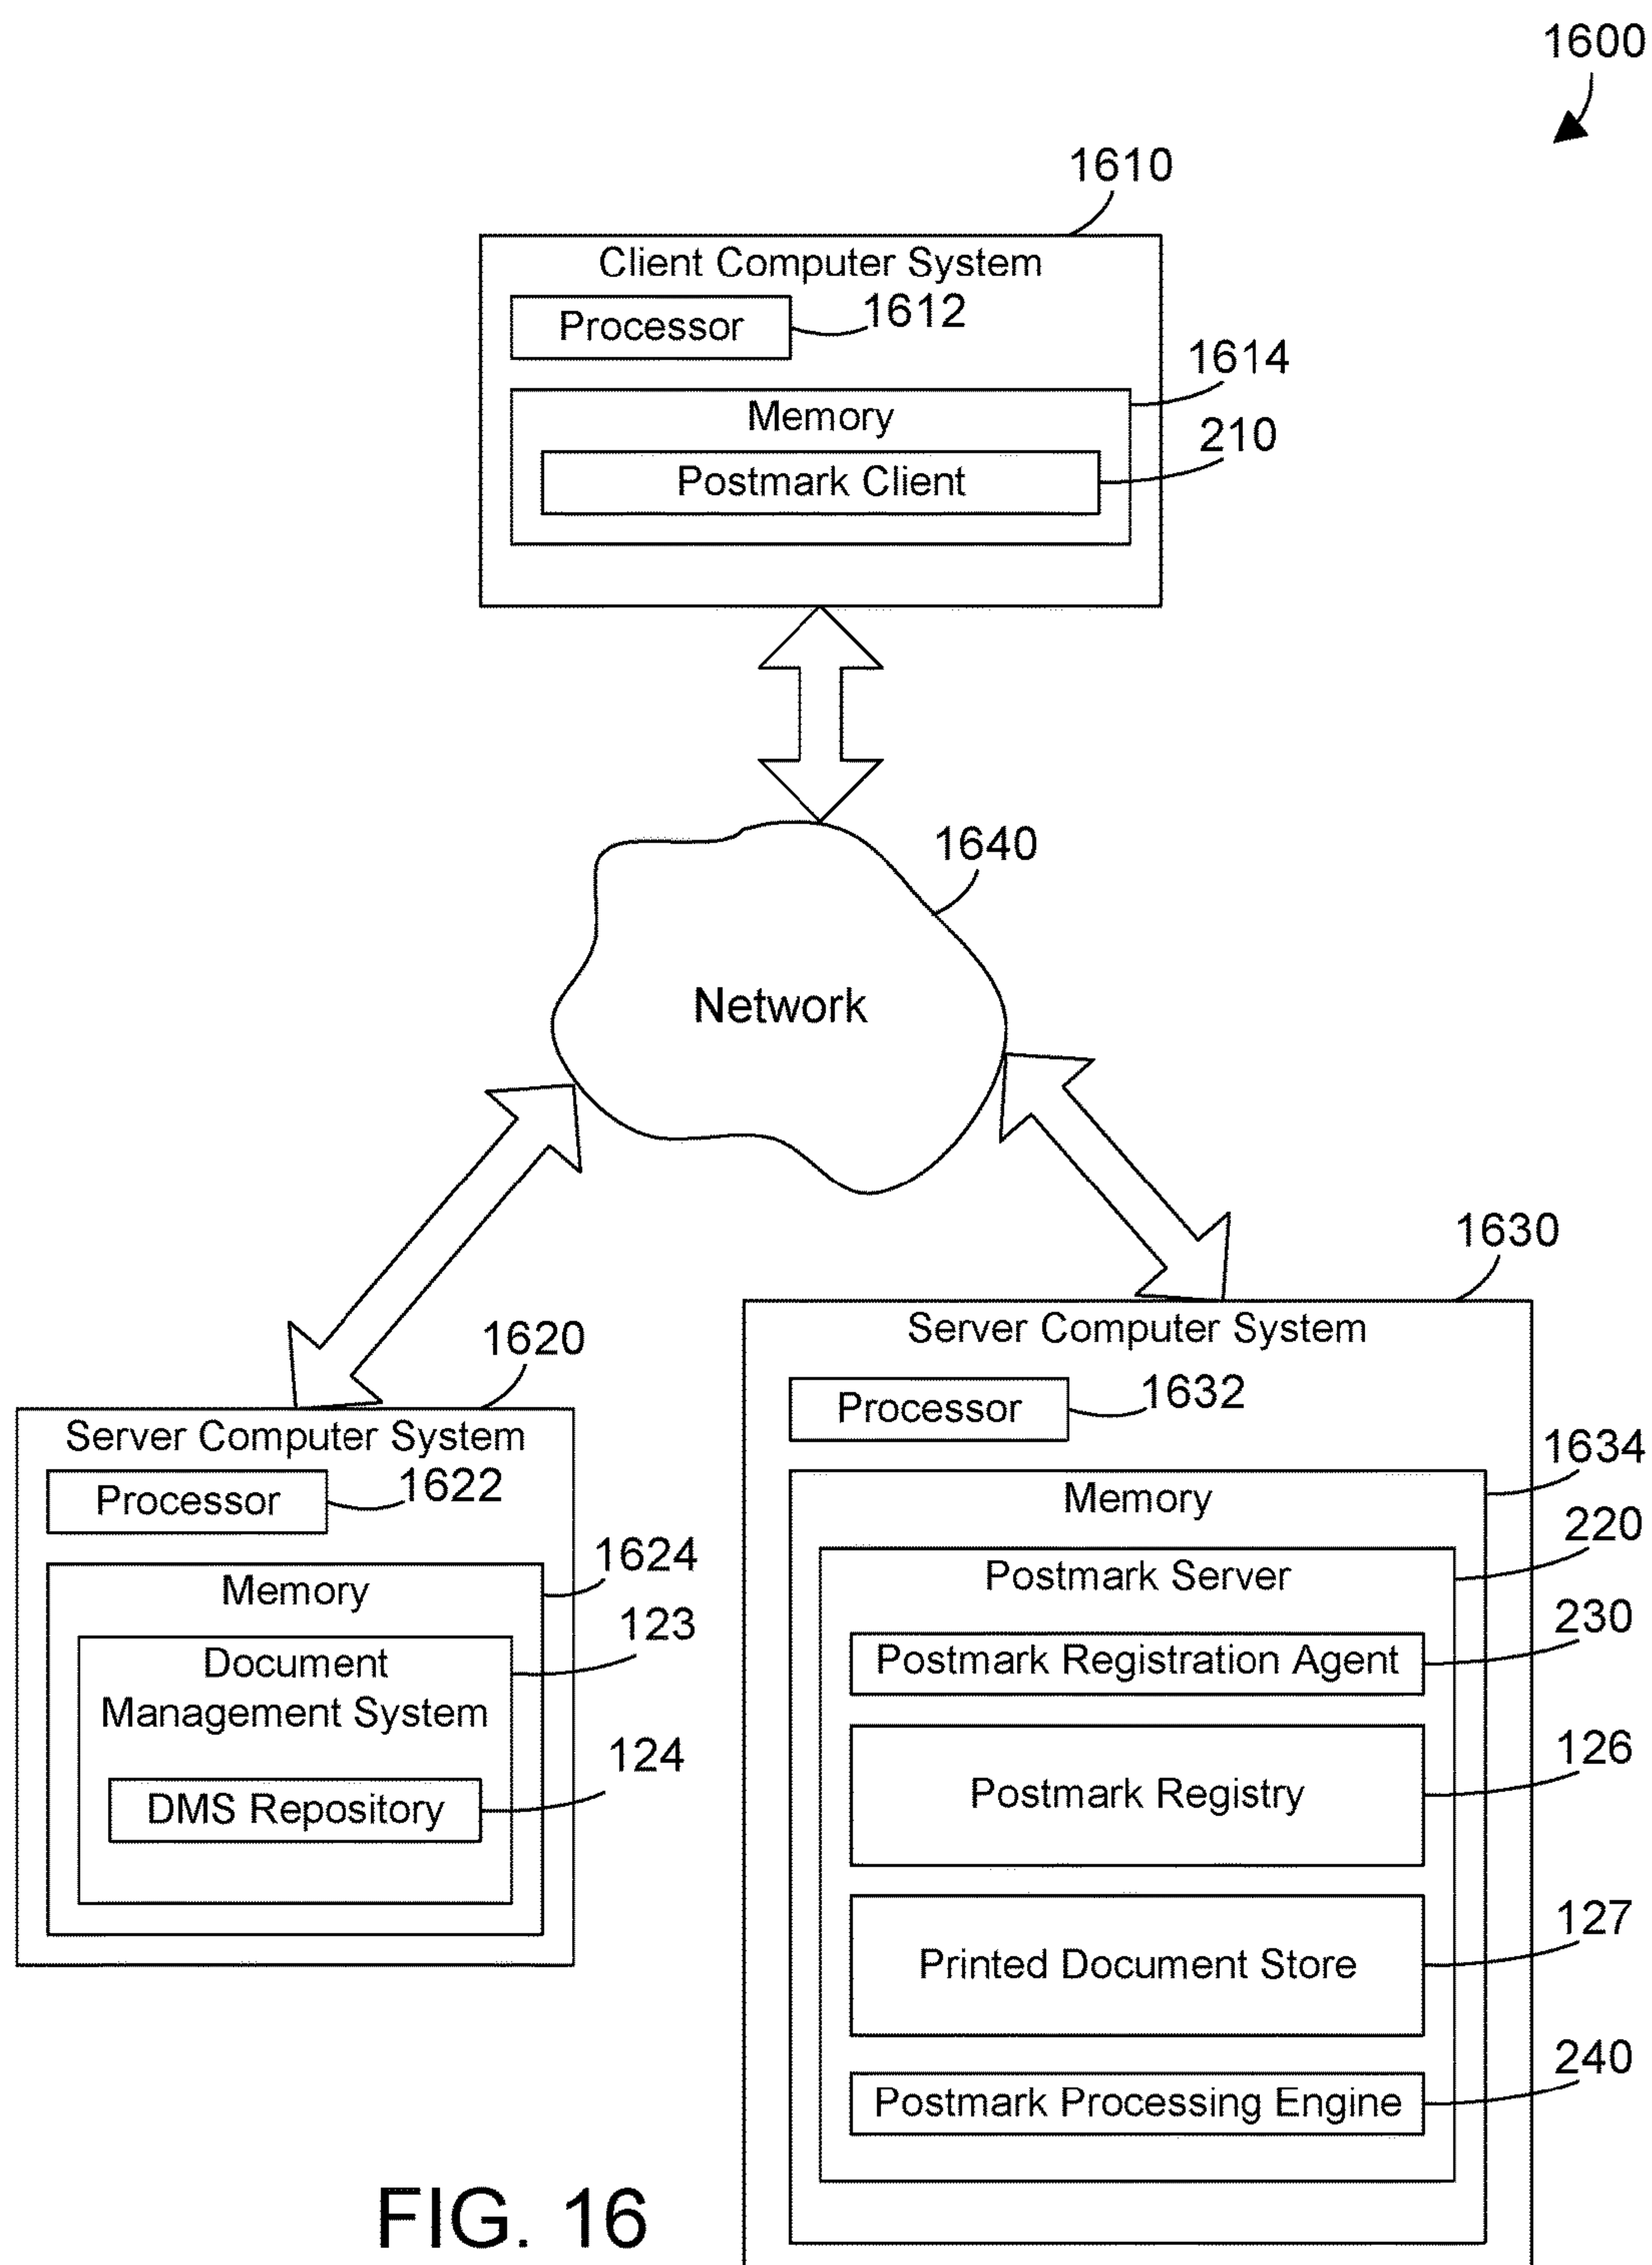 1600
1610
Client Computer System
Processor
1612
1614
Memory
210
Postmark Client
1640
Network
1630
Server Computer System
1620
Server Computer System
Processor
1632
1634
Processor
1622
Memory
220
1624
Memory
Postmark Server
123
230
Document
Management System
Postmark Registration Agent
124
126
DMS Repository
Postmark Registry
127
Printed Document Store
240
Postmark Processing Engine
FIG. 16